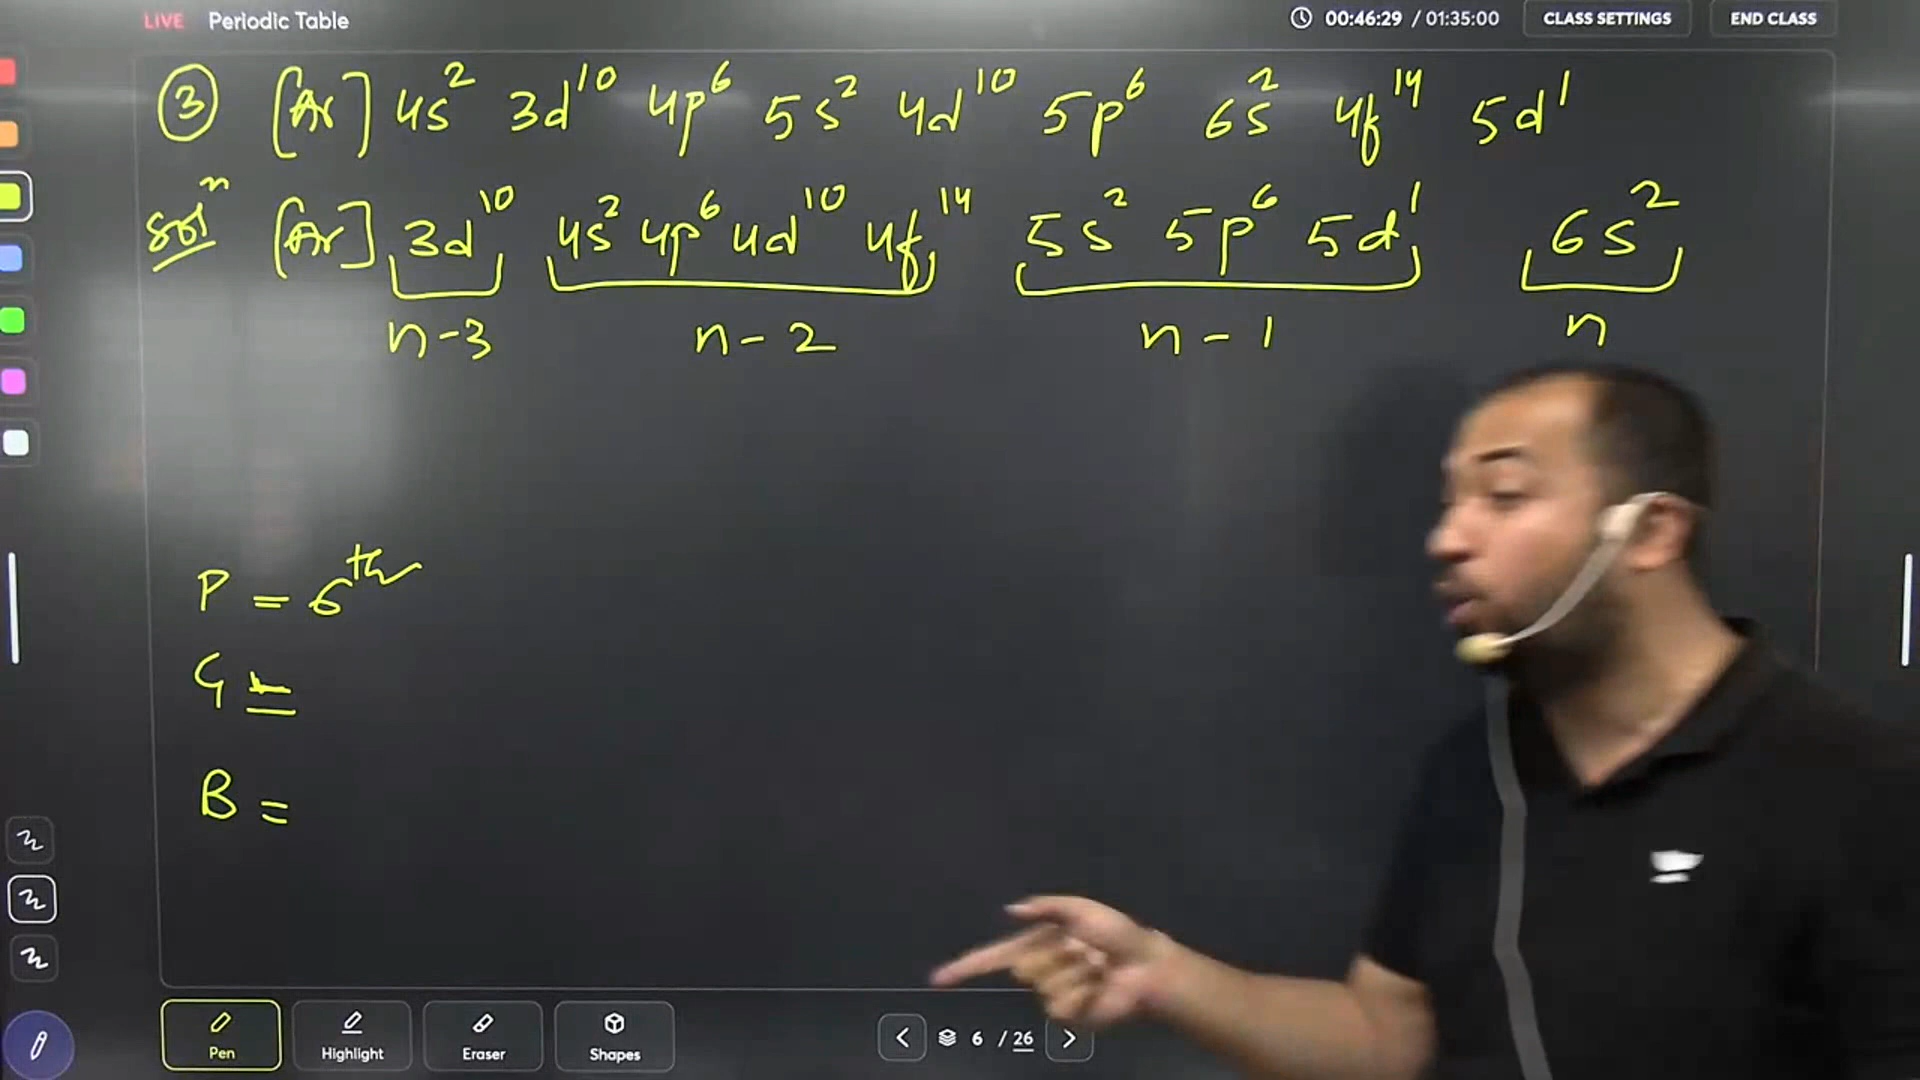 LIVE Periodic Table 00:46:29 / 01:35:00 CLASS SETTINGS END CLASS
③ [Ar] 4s² 3d¹⁰ 4p⁶ 5s² 4d¹⁰ 5p⁶ 6s² 4f¹⁴ 5d¹
Solⁿ [Ar] 3d¹⁰ 4s² 4p⁶ 4d¹⁰ 4f¹⁴ 5s² 5p⁶ 5d¹ 6s²
n-3 n-2 n-1 n
P = 6th
G =
B =
Pen Highlight Eraser Shapes 6 / 26